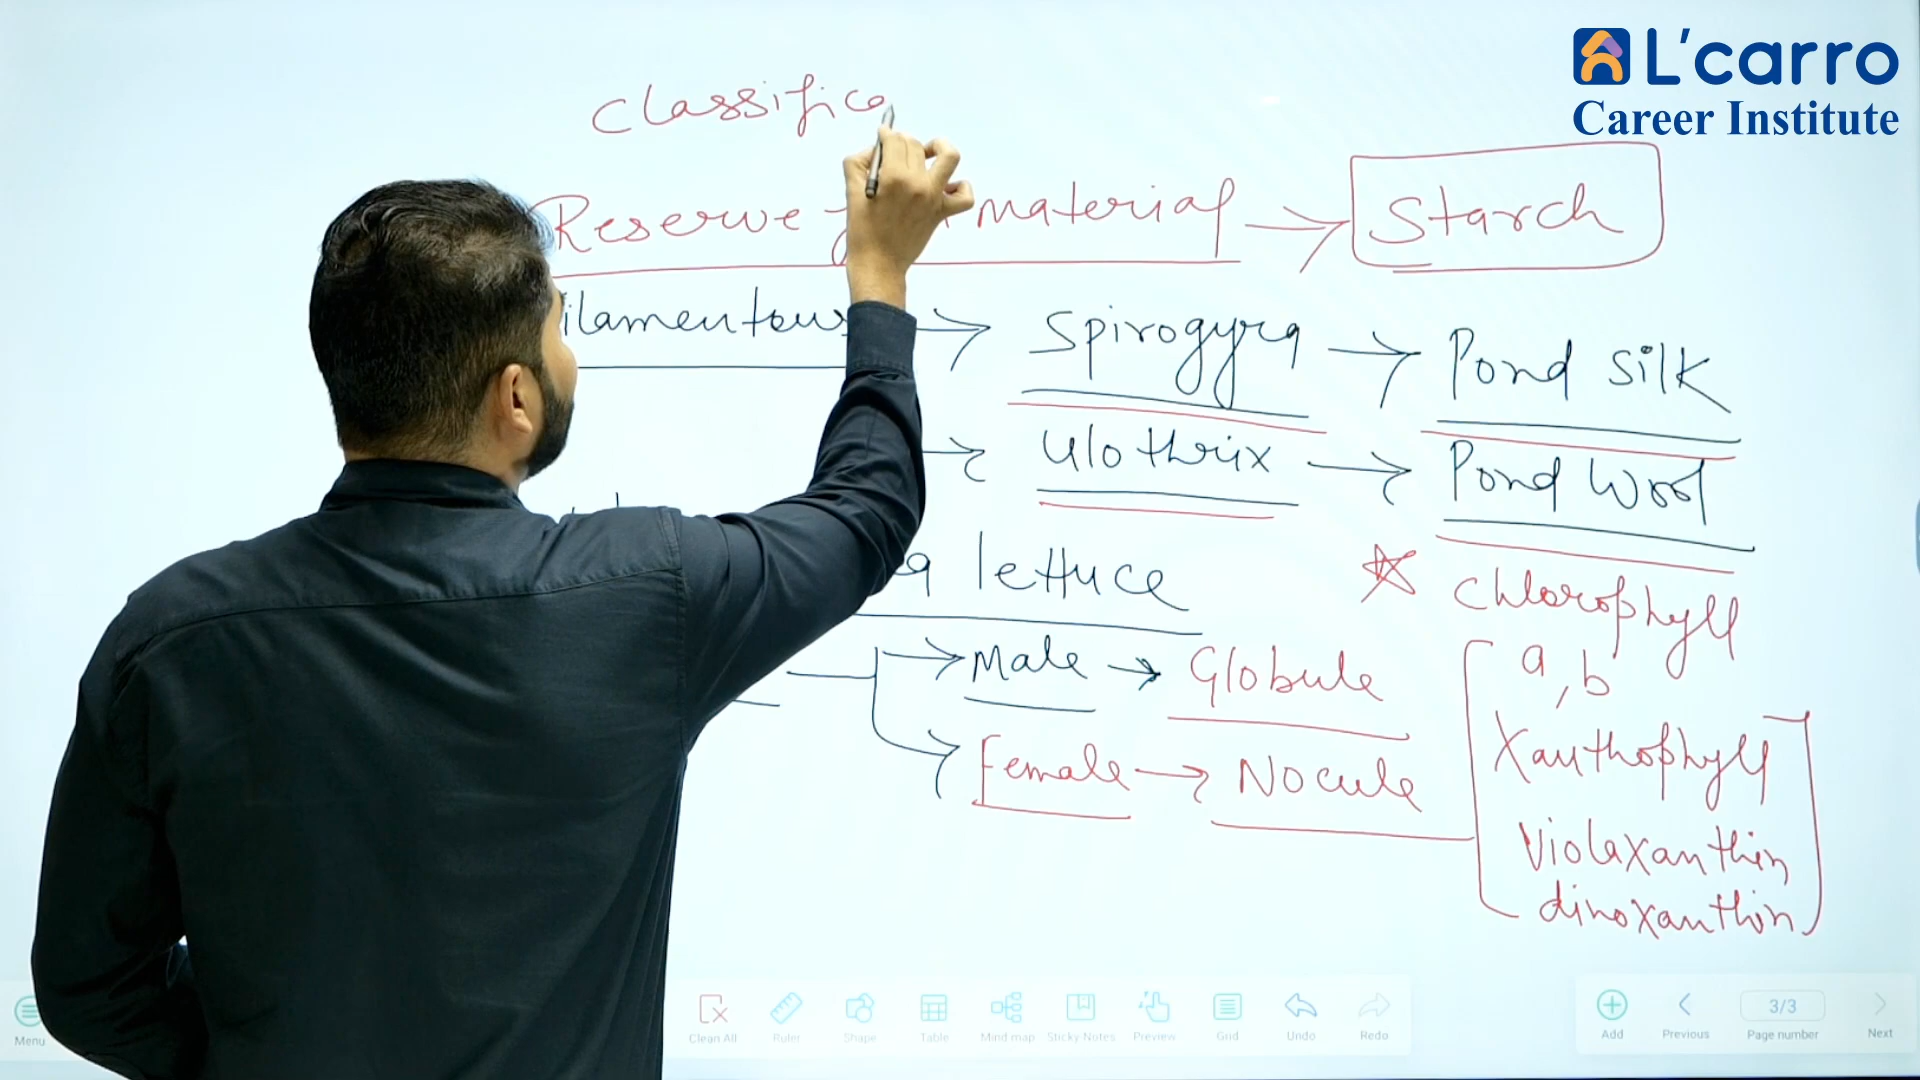 L'carro
Career Institute
Classifica
Reserve material → Starch
ilamentous → Spirogyra → Pond Silk
→ Ulothrix → Pond Wool
lettuce
☆ Chlorophyll
a, b
→ Male → Globule
Xanthophyll
Female → Nocule
Violaxanthin
dinoxanthin
Menu
Clean All
Ruler
Shape
Table
Mind map
Sticky Notes
Preview
Grid
Undo
Redo
Add
Previous
3/3
Page number
Next